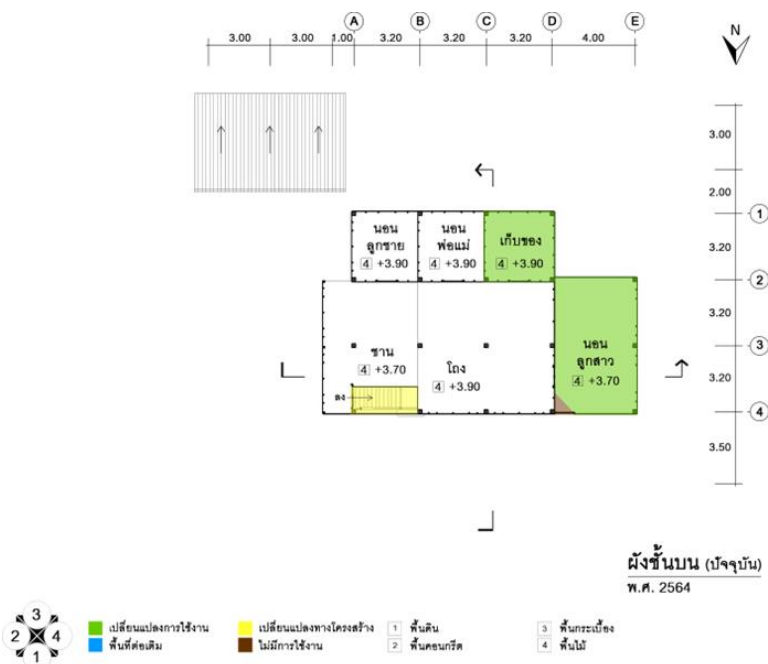 A B C D E
3.00 3.00 1.00 3.20 3.20 3.20 4.00
N
3.00
2.00
1
นอน นอน เก็บของ
ลูกชาย พ่อแม่
4 +3.90 4 +3.90 4 +3.90
3.20
2
3.20
นอน
ลูกสาว
3
ชาน โถง
4 +3.70 4 +3.90 4 +3.70
3.20
ลง
4
3.50
ผังชั้นบน (ปัจจุบัน)
พ.ศ. 2564
3
2 4
1
เปลี่ยนแปลงการใช้งาน เปลี่ยนแปลงทางโครงสร้าง 1 พื้นดิน 3 พื้นกระเบื้อง
พื้นที่ต่อเติม ไม่มีการใช้งาน 2 พื้นคอนกรีต 4 พื้นไม้